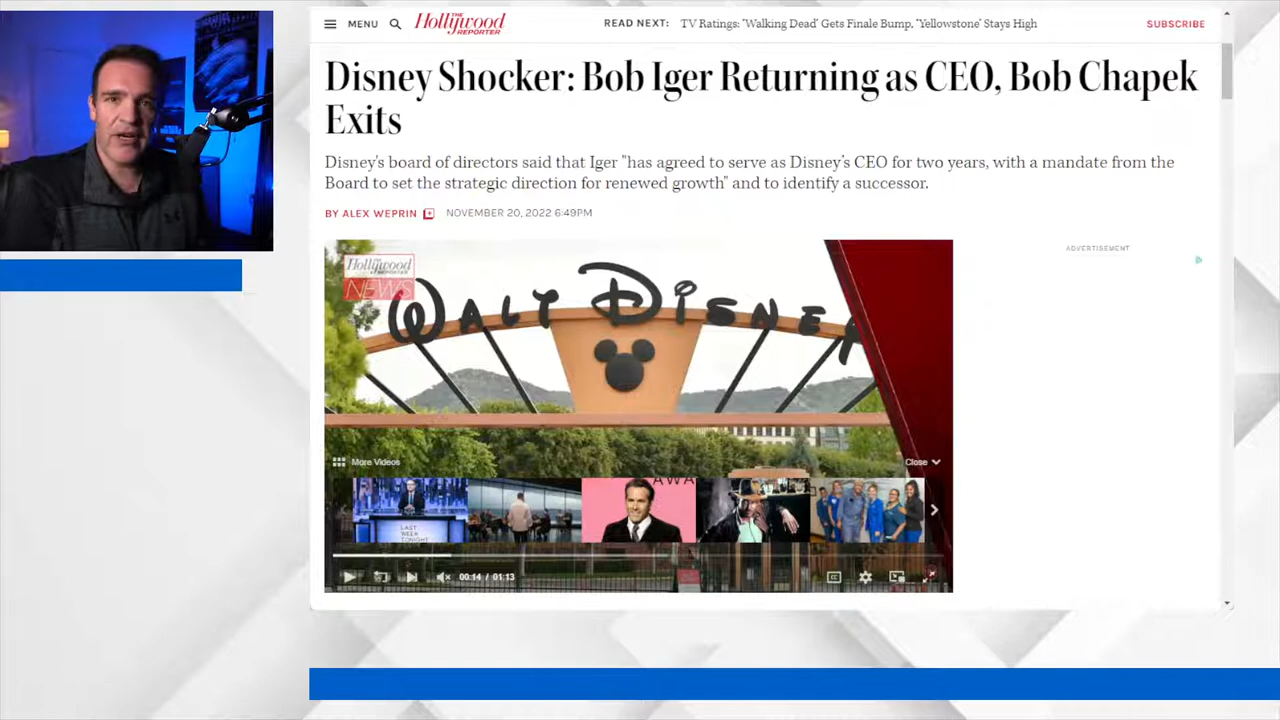 MENU
THE
Hollywood
REPORTER
READ NEXT: TV Ratings: 'Walking Dead' Gets Finale Bump, 'Yellowstone' Stays High
SUBSCRIBE
Disney Shocker: Bob Iger Returning as CEO, Bob Chapek
Exits
Disney's board of directors said that Iger "has agreed to serve as Disney's CEO for two years, with a mandate from the
Board to set the strategic direction for renewed growth" and to identify a successor.
BY ALEX WEPRIN NOVEMBER 20, 2022 6:49PM
ADVERTISEMENT
Hollywood
NEWS
WALT DISNEY
More Videos
Close
AWA
LAST
WEEK
TONIGHT
00:14 / 01:13
CC